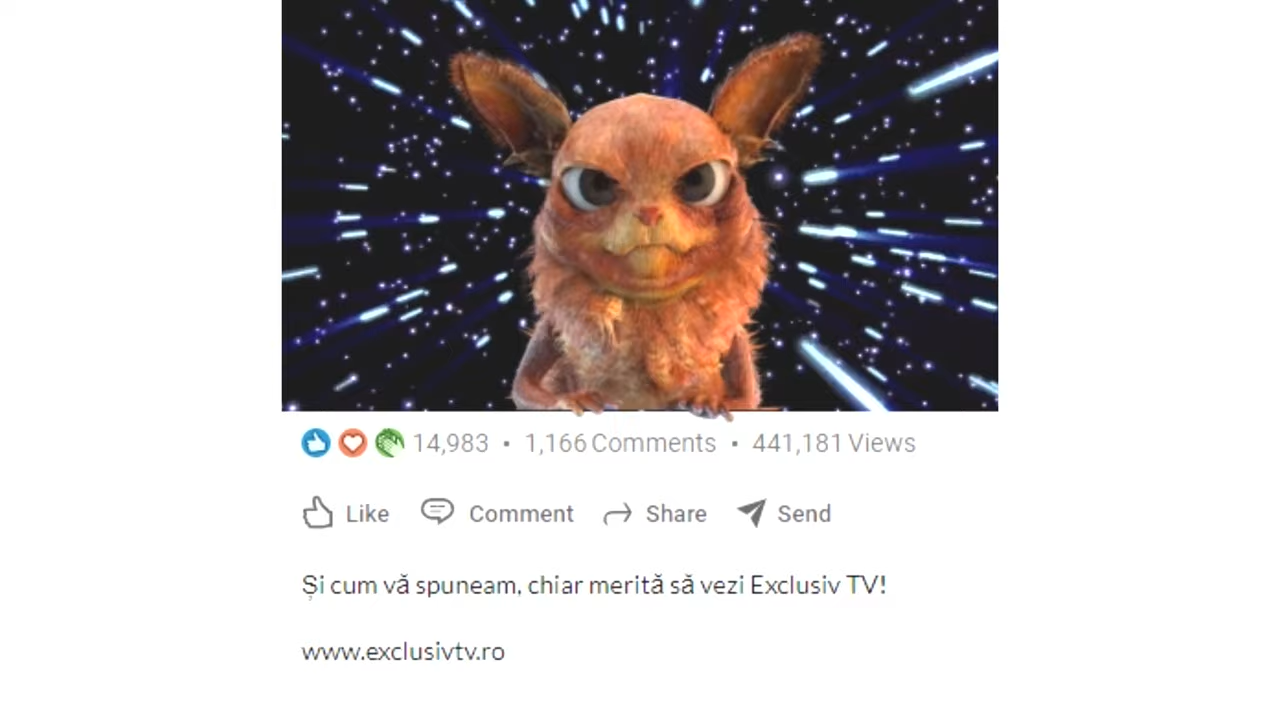 14,983 • 1,166 Comments • 441,181 Views
Like Comment Share Send
Și cum vă spuneam, chiar merită să vezi Exclusiv TV!
www.exclusivtv.ro